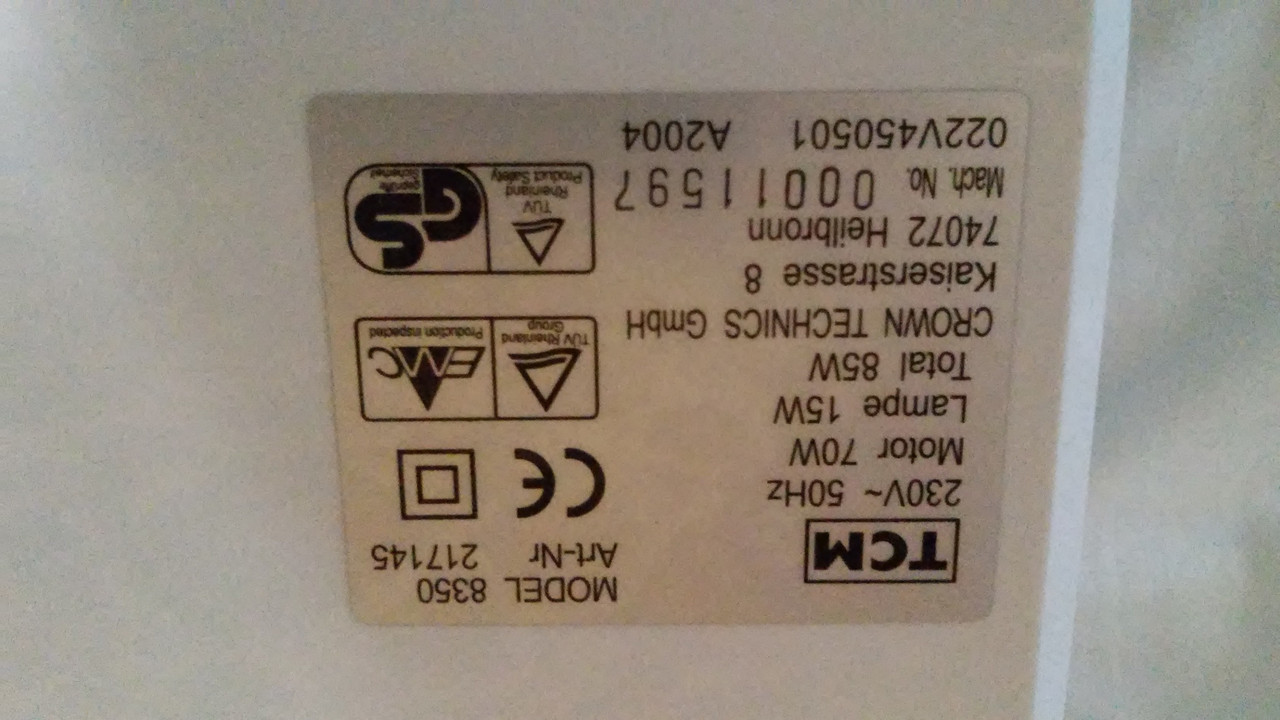 TCM
MODEL 8350
Art-Nr 217145
230V~ 50Hz
Motor 70W
Lampe 15W
Total 85W
CE
CROWN TECHNICS GmbH
Kaiserstrasse 8
74072 Heilbronn
Mach. No. 00011597
022V450501 A2004
TÜV Rheinland
Group
EMC
Production inspected
TÜV
Rheinland
Product Safety
GS
geprüfte
Sicherheit